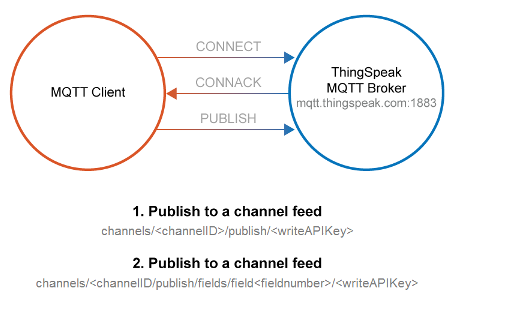 CONNECT
CONNACK
PUBLISH
MQTT Client
ThingSpeak
MQTT Broker
mqtt.thingspeak.com:1883
1. Publish to a channel feed
channels/<channelID>/publish/<writeAPIKey>
2. Publish to a channel feed
channels/<channelID/publish/fields/field<fieldnumber>/<writeAPIKey>